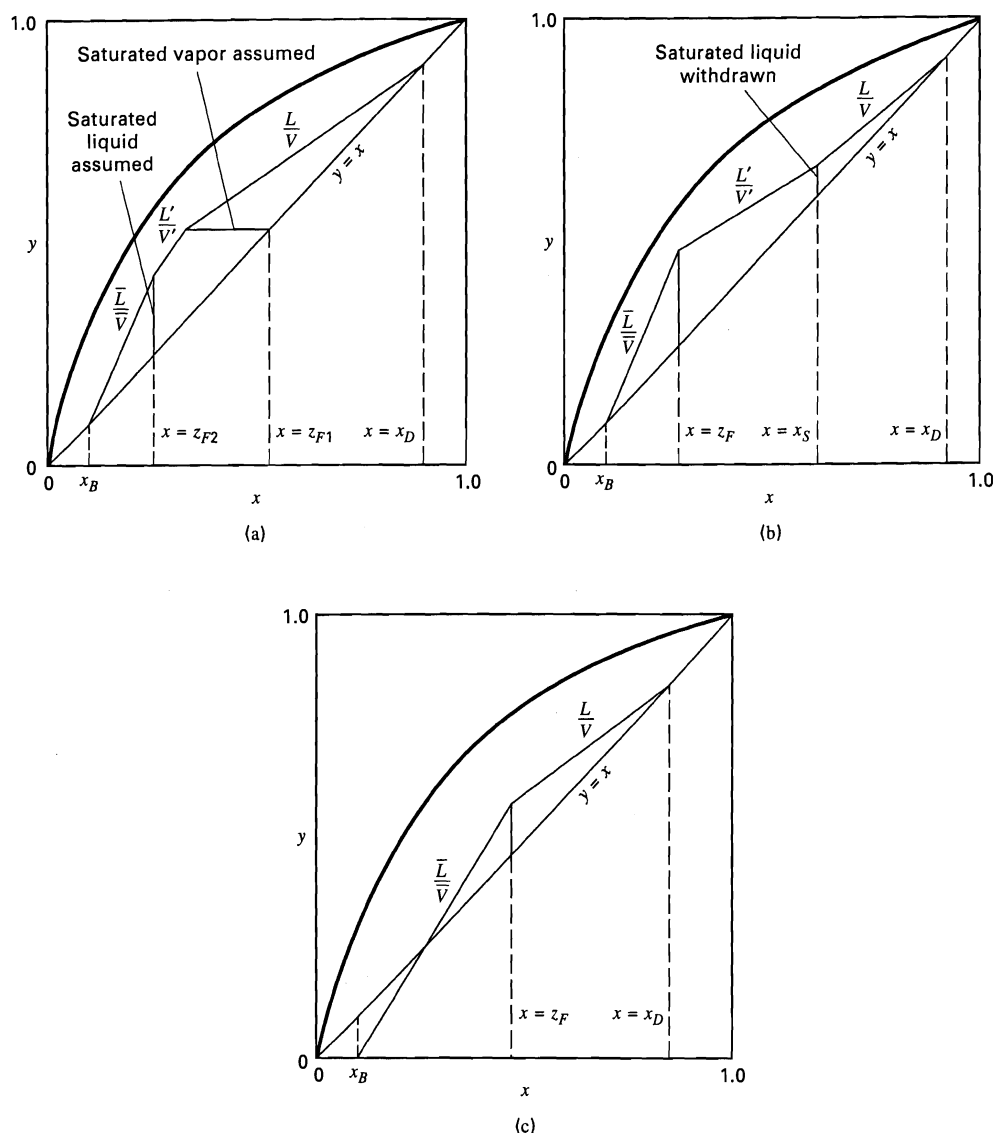 1.0
Saturated vapor assumed
Saturated
liquid
assumed
L/V
y = x
L'/V'
y
L̅/V̅
x = z_F2
x = z_F1
x = x_D
0
0
x_B
1.0
x
(a)
1.0
Saturated liquid
withdrawn
L/V
y = x
L'/V'
y
L̅/V̅
x = z_F
x = x_S
x = x_D
0
0
x_B
1.0
x
(b)
1.0
L/V
y = x
y
L̅/V̅
x = z_F
x = x_D
0
0
x_B
1.0
x
(c)